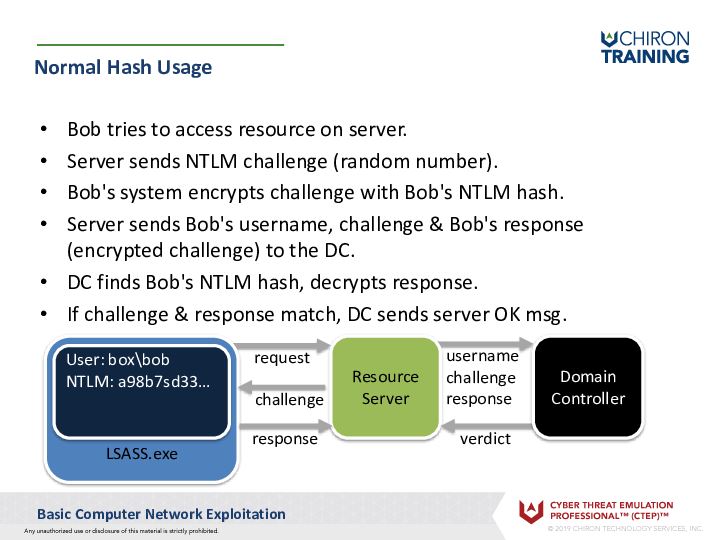 CHIRON
TRAINING
Normal Hash Usage
• Bob tries to access resource on server.
• Server sends NTLM challenge (random number).
• Bob's system encrypts challenge with Bob's NTLM hash.
• Server sends Bob's username, challenge & Bob's response
(encrypted challenge) to the DC.
• DC finds Bob's NTLM hash, decrypts response.
• If challenge & response match, DC sends server OK msg.
User: box\bob
NTLM: a98b7sd33...
LSASS.exe
request
challenge
response
Resource
Server
username
challenge
response
verdict
Domain
Controller
Basic Computer Network Exploitation
Any unauthorized use or disclosure of this material is strictly prohibited.
CYBER THREAT EMULATION
PROFESSIONAL™ (CTEP)™
© 2019 CHIRON TECHNOLOGY SERVICES, INC.